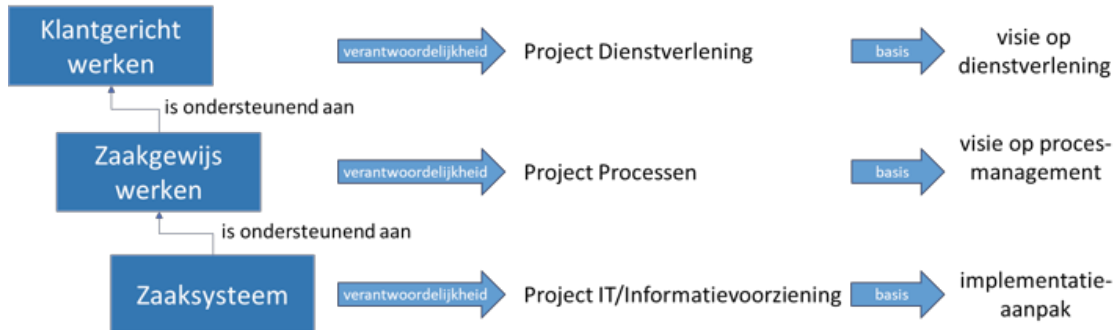 Klantgericht
werken
verantwoordelijkheid
Project Dienstverlening
basis
visie op
dienstverlening
is ondersteunend aan
Zaakgewijs
werken
verantwoordelijkheid
Project Processen
basis
visie op proces-
management
is ondersteunend aan
Zaaksysteem
verantwoordelijkheid
Project IT/Informatievoorziening
basis
implementatie-
aanpak